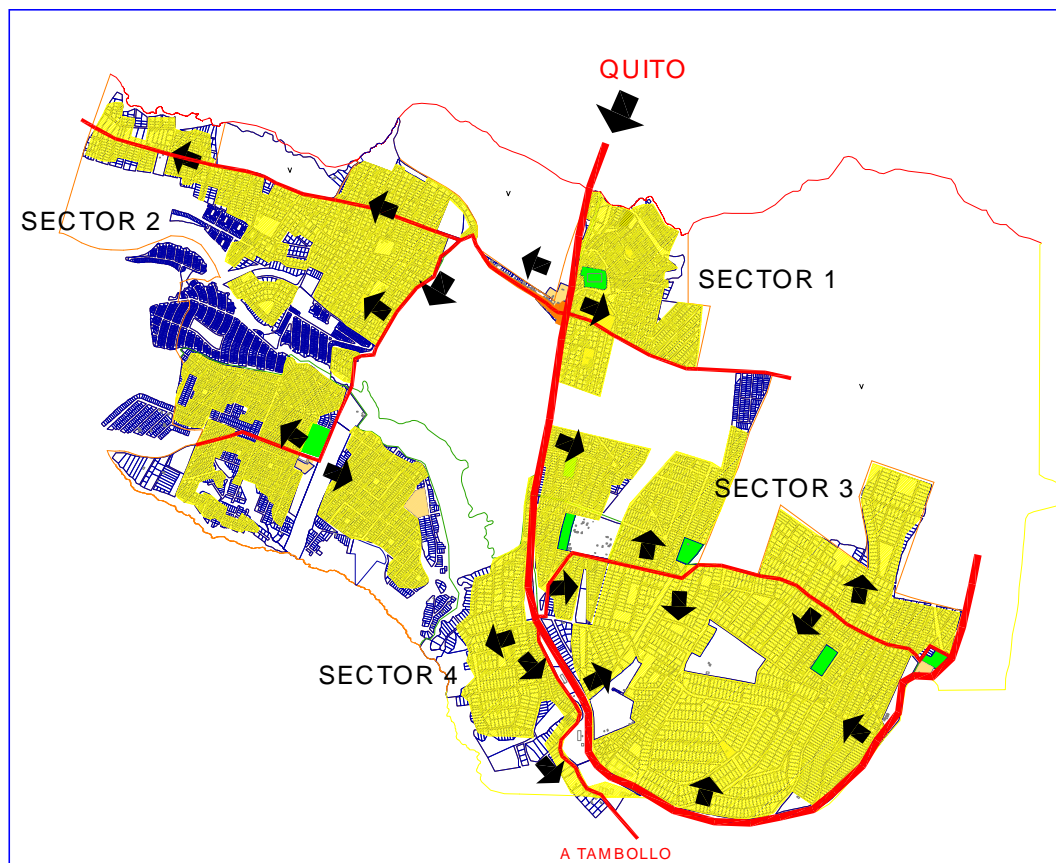 QUITO
SECTOR 2
SECTOR 1
SECTOR 3
SECTOR 4
A TAMBOLLO